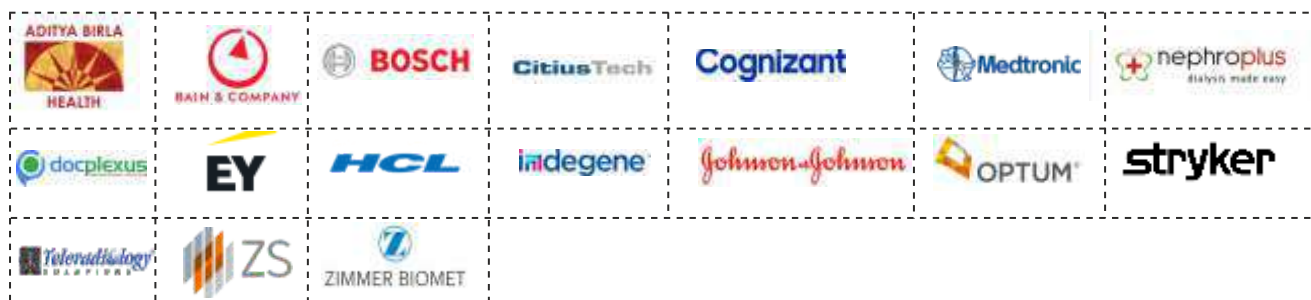 ADITYA BIRLA
HEALTH
BAIN & COMPANY
BOSCH
CitiusTech
Cognizant
Medtronic
nephroplus
dialysis made easy
docplexus
EY
HCL
indegene
Johnson & Johnson
OPTUM®
stryker
Teleradiology
SOLUTIONS
ZS
Z
ZIMMER BIOMET